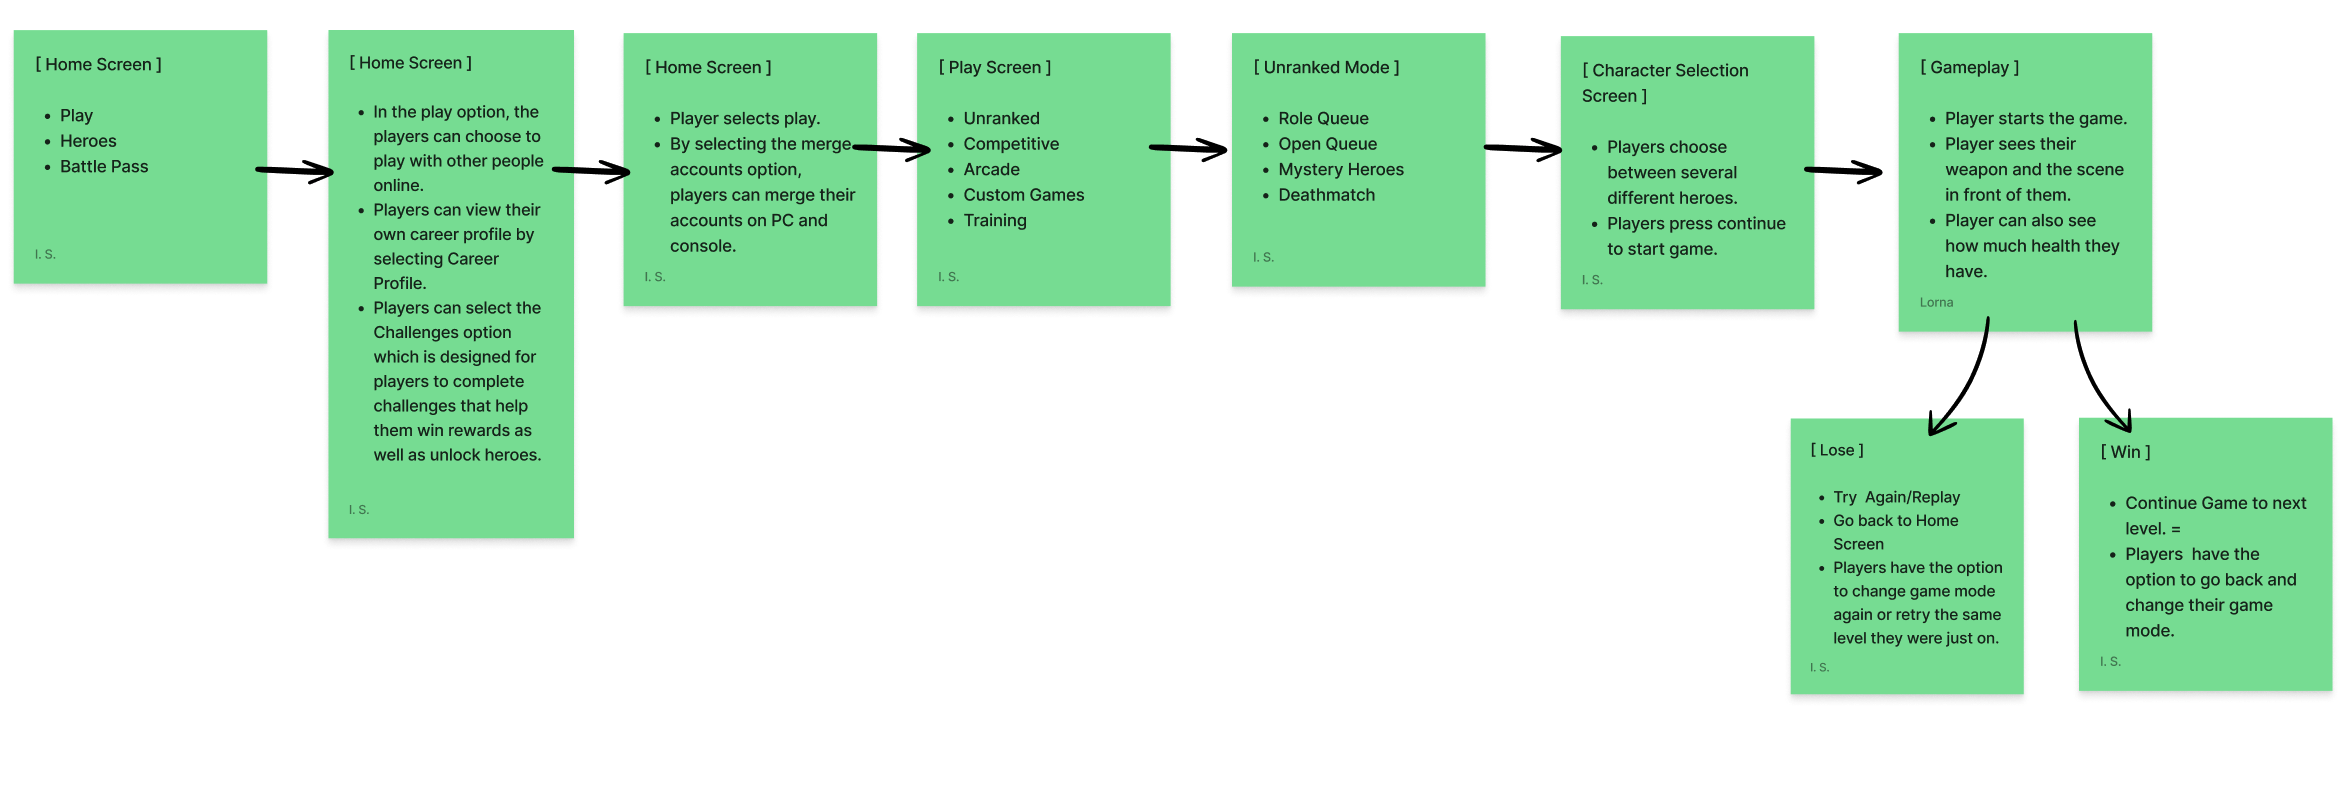 [ Home Screen ]
• Play
• Heroes
• Battle Pass
I. S.
[ Home Screen ]
• In the play option, the
players can choose to
play with other people
online.
• Players can view their
own career profile by
selecting Career
Profile.
• Players can select the
Challenges option
which is designed for
players to complete
challenges that help
them win rewards as
well as unlock heroes.
I. S.
[ Home Screen ]
• Player selects play.
• By selecting the merge
accounts option,
players can merge their
accounts on PC and
console.
I. S.
[ Play Screen ]
• Unranked
• Competitive
• Arcade
• Custom Games
• Training
I. S.
[ Unranked Mode ]
• Role Queue
• Open Queue
• Mystery Heroes
• Deathmatch
I. S.
[ Character Selection
Screen ]
• Players choose
between several
different heroes.
• Players press continue
to start game.
I. S.
[ Gameplay ]
• Player starts the game.
• Player sees their
weapon and the scene
in front of them.
• Player can also see
how much health they
have.
Lorna
[ Lose ]
• Try  Again/Replay
• Go back to Home
Screen
• Players have the option
to change game mode
again or retry the same
level they were just on.
I. S.
[ Win ]
• Continue Game to next
level. =
• Players  have the
option to go back and
change their game
mode.
I. S.